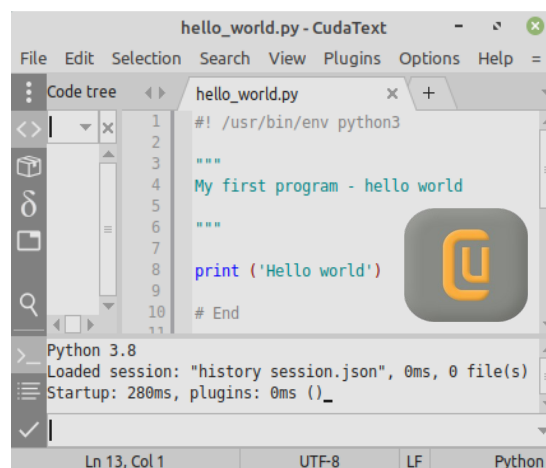 hello_world.py - CudaText
File Edit Selection Search View Plugins Options Help =
Code tree
hello_world.py × +
1 #! /usr/bin/env python3
2
3 """
4 My first program - hello world
5
6 """
7
8 print ('Hello world')
9
10 # End
11
Python 3.8
Loaded session: "history session.json", 0ms, 0 file(s)
Startup: 280ms, plugins: 0ms ()_
Ln 13, Col 1 UTF-8 LF Python